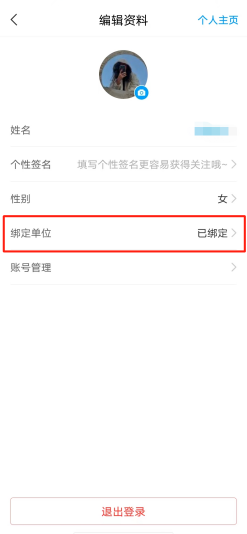 编辑资料
个人主页
姓名
个性签名 填写个性签名更容易获得关注哦~
性别 女
绑定单位 已绑定
账号管理
退出登录